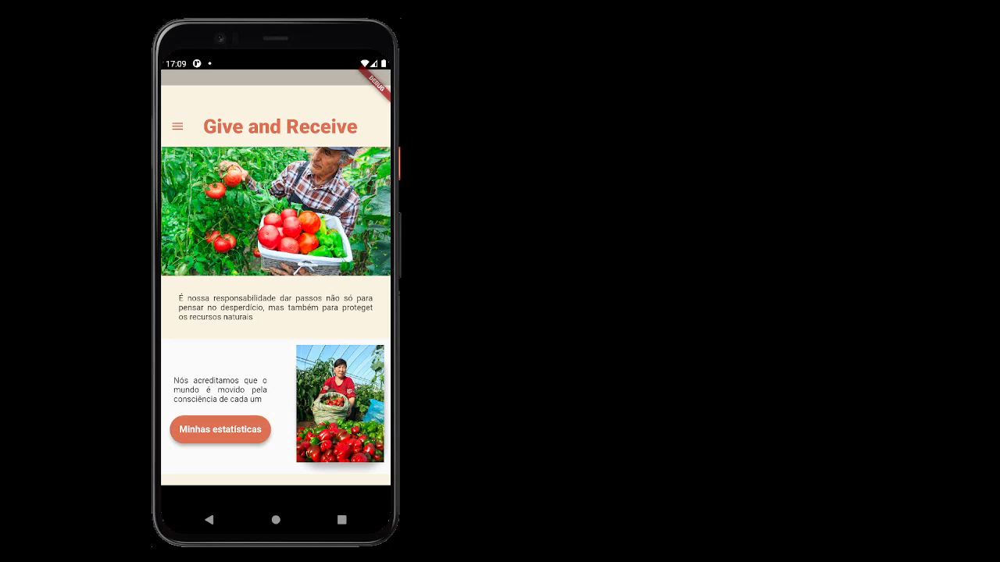 17:09
DEBUG
Give and Receive
É nossa responsabilidade dar passos não só para
pensar no desperdício, mas também para proteget
os recursos naturais
Nós acreditamos que o
mundo é movido pela
consciência de cada um
Minhas estatísticas